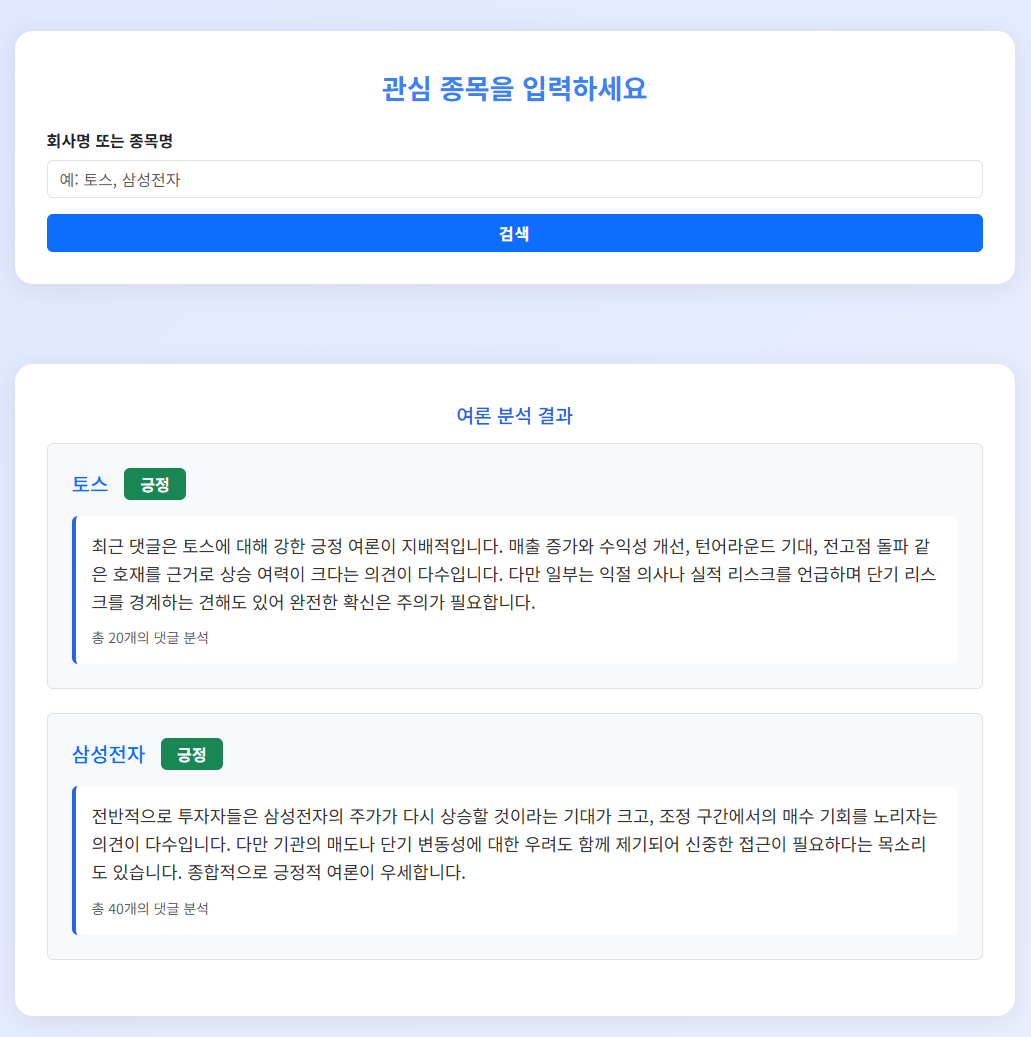 관심 종목을 입력하세요
회사명 또는 종목명
예: 토스, 삼성전자
검색
여론 분석 결과
토스 긍정
최근 댓글은 토스에 대해 강한 긍정 여론이 지배적입니다. 매출 증가와 수익성 개선, 턴어라운드 기대, 전고점 돌파 같
은 호재를 근거로 상승 여력이 크다는 의견이 다수입니다. 다만 일부는 익절 의사나 실적 리스크를 언급하며 단기 리스
크를 경계하는 견해도 있어 완전한 확신은 주의가 필요합니다.
총 20개의 댓글 분석
삼성전자 긍정
전반적으로 투자자들은 삼성전자의 주가가 다시 상승할 것이라는 기대가 크고, 조정 구간에서의 매수 기회를 노리자는
의견이 다수입니다. 다만 기관의 매도나 단기 변동성에 대한 우려도 함께 제기되어 신중한 접근이 필요하다는 목소리
도 있습니다. 종합적으로 긍정적 여론이 우세합니다.
총 40개의 댓글 분석